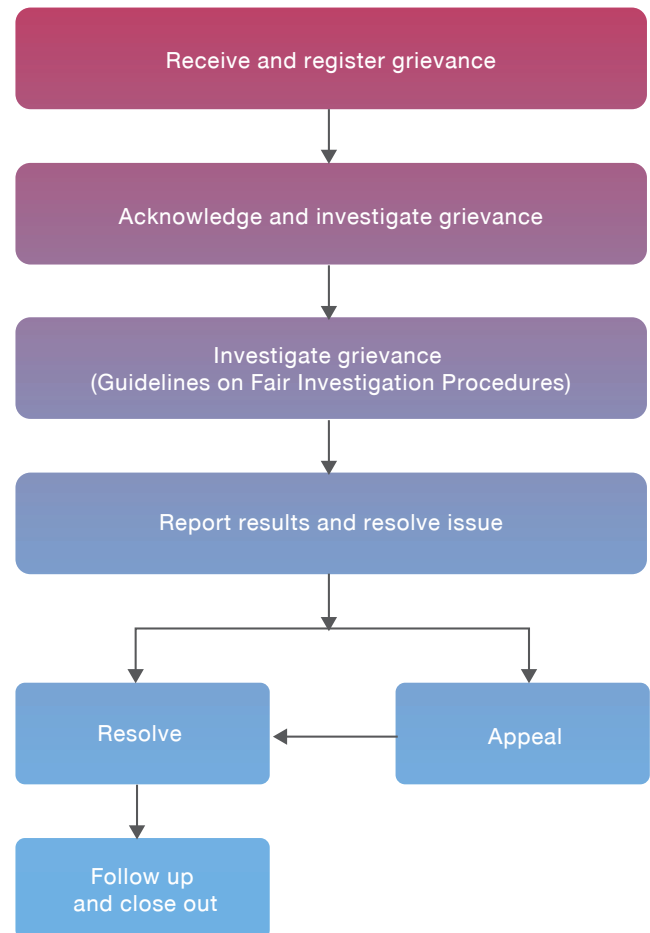 Receive and register grievance
Acknowledge and investigate grievance
Investigate grievance
(Guidelines on Fair Investigation Procedures)
Report results and resolve issue
Resolve
Appeal
Follow up
and close out